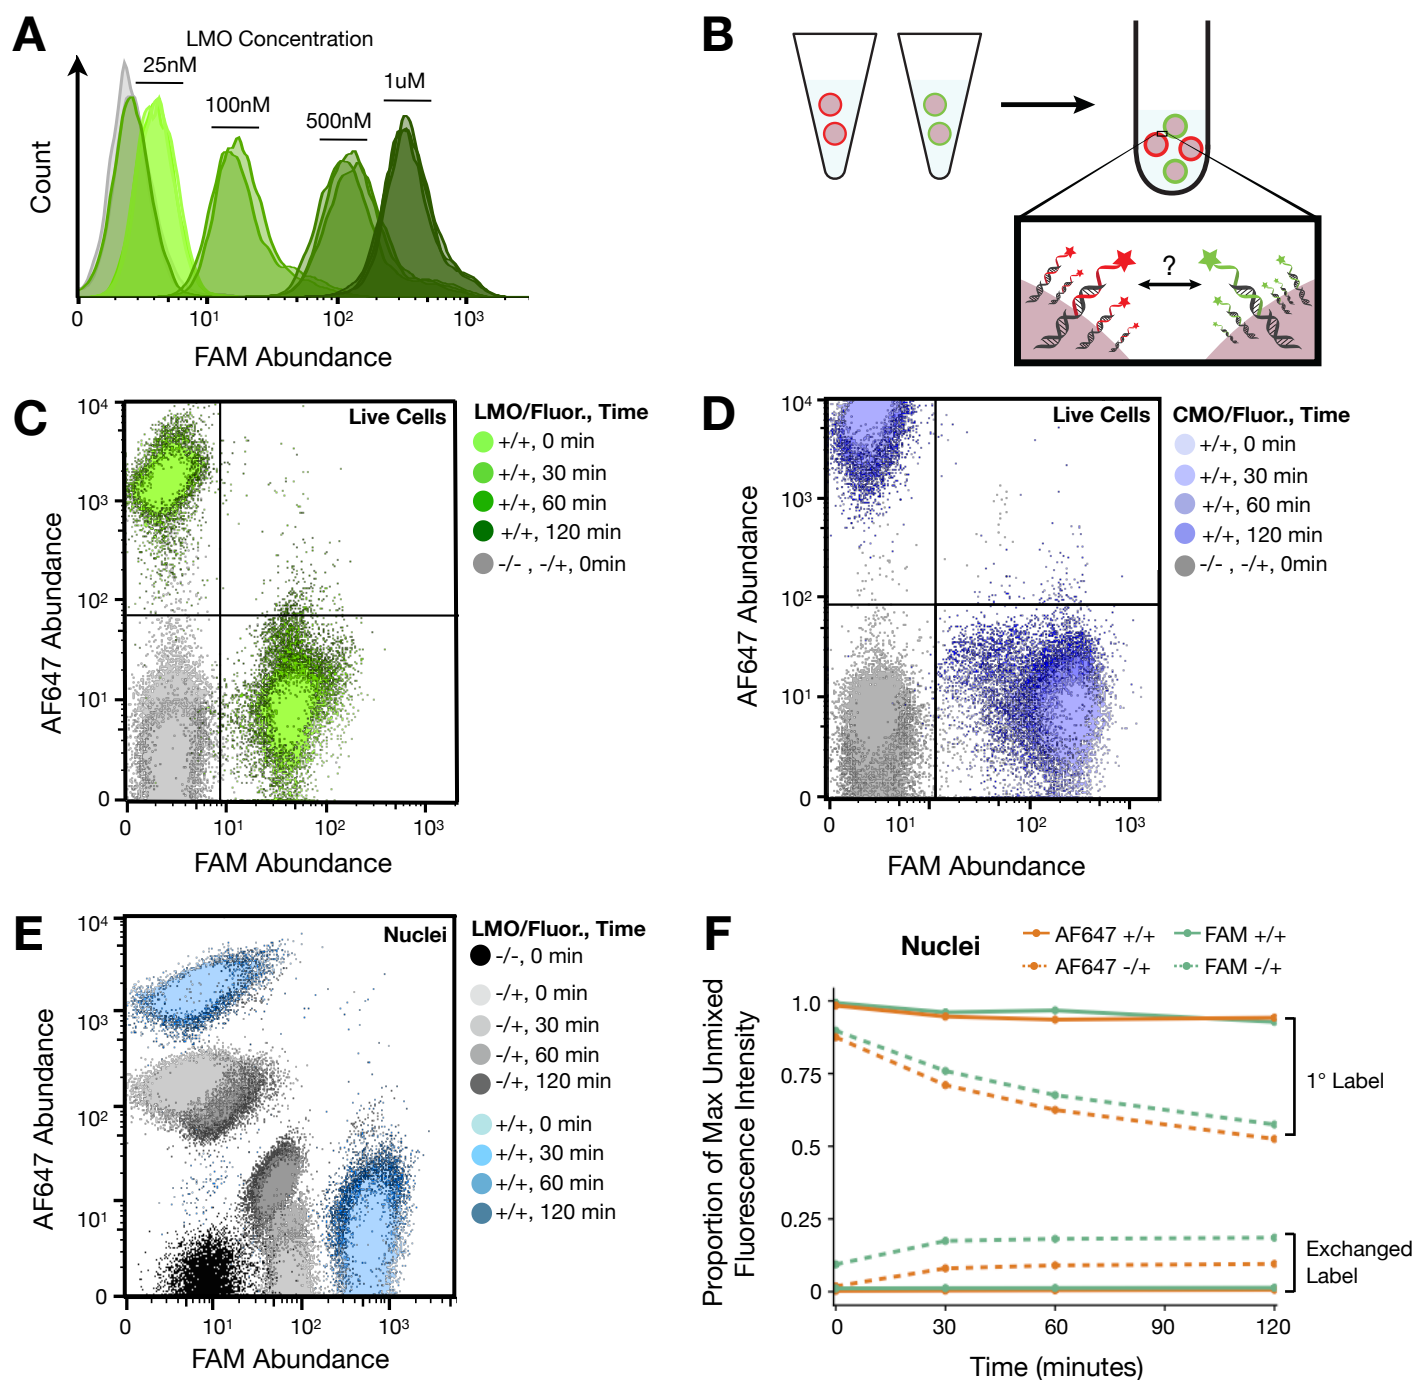 A
LMO Concentration
25nM
100nM
500nM
1uM
Count
0 10¹ 10² 10³
FAM Abundance
B
?
C
Live Cells
10⁴
10³
10²
10¹
0
AF647 Abundance
0 10¹ 10² 10³
FAM Abundance
LMO/Fluor., Time
+/+, 0 min
+/+, 30 min
+/+, 60 min
+/+, 120 min
-/- , -/+, 0min
D
Live Cells
10⁴
10³
10²
10¹
0
AF647 Abundance
0 10¹ 10² 10³
FAM Abundance
CMO/Fluor., Time
+/+, 0 min
+/+, 30 min
+/+, 60 min
+/+, 120 min
-/- , -/+, 0min
E
Nuclei
10⁴
10³
10²
10¹
0
AF647 Abundance
0 10¹ 10² 10³
FAM Abundance
LMO/Fluor., Time
-/-, 0 min
-/+, 0 min
-/+, 30 min
-/+, 60 min
-/+, 120 min
+/+, 0 min
+/+, 30 min
+/+, 60 min
+/+, 120 min
F
Nuclei
AF647 +/+ FAM +/+
AF647 -/+ FAM -/+
Proportion of Max Unmixed
Fluorescence Intensity
1.0
0.75
0.5
0.25
0
1° Label
Exchanged
Label
0 30 60 90 120
Time (minutes)